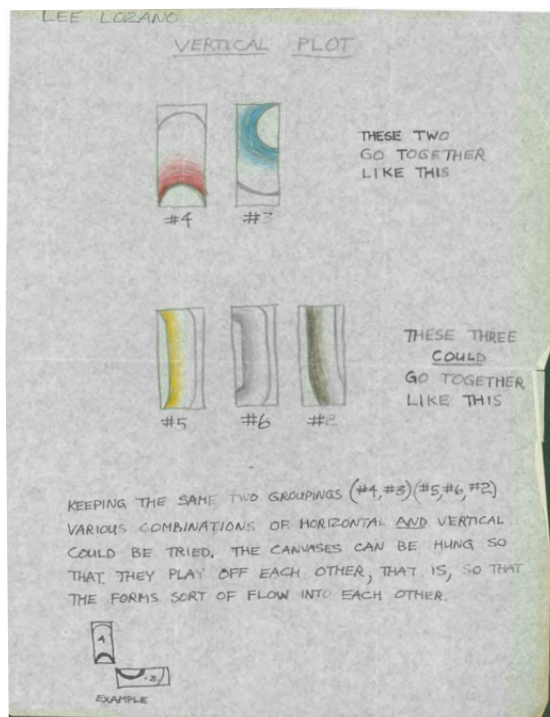 LEE LOZANO
VERTICAL PLOT
THESE TWO
GO TOGETHER
LIKE THIS
#4 #3
THESE THREE
COULD
GO TOGETHER
LIKE THIS
#5 #6 #2
KEEPING THE SAME TWO GROUPINGS (#4,#3)(#5,#6,#2)
VARIOUS COMBINATIONS OF HORIZONTAL AND VERTICAL
COULD BE TRIED. THE CANVASES CAN BE HUNG SO
THAT THEY PLAY OFF EACH OTHER, THAT IS, SO THAT
THE FORMS SORT OF FLOW INTO EACH OTHER.
4
EXAMPLE